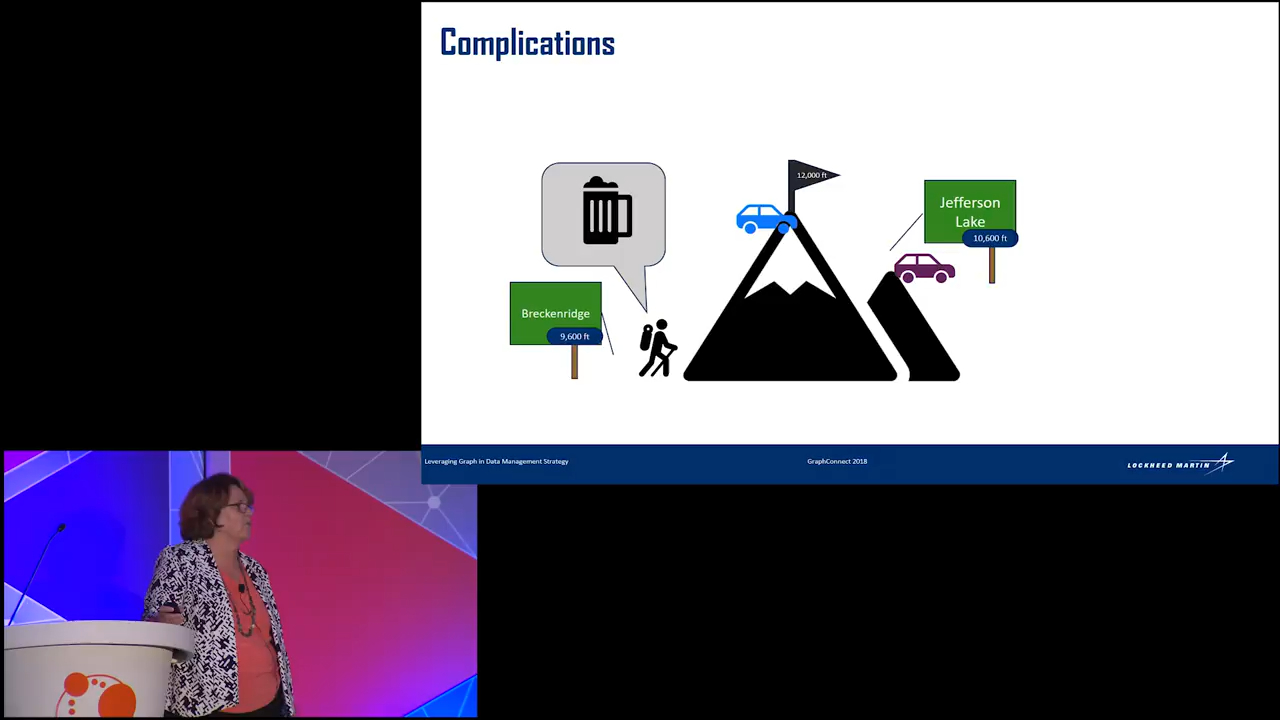 Complications
12,000 ft
Jefferson
Lake
10,600 ft
Breckenridge
9,600 ft
Leveraging Graph in Data Management Strategy
GraphConnect 2018
LOCKHEED MARTIN